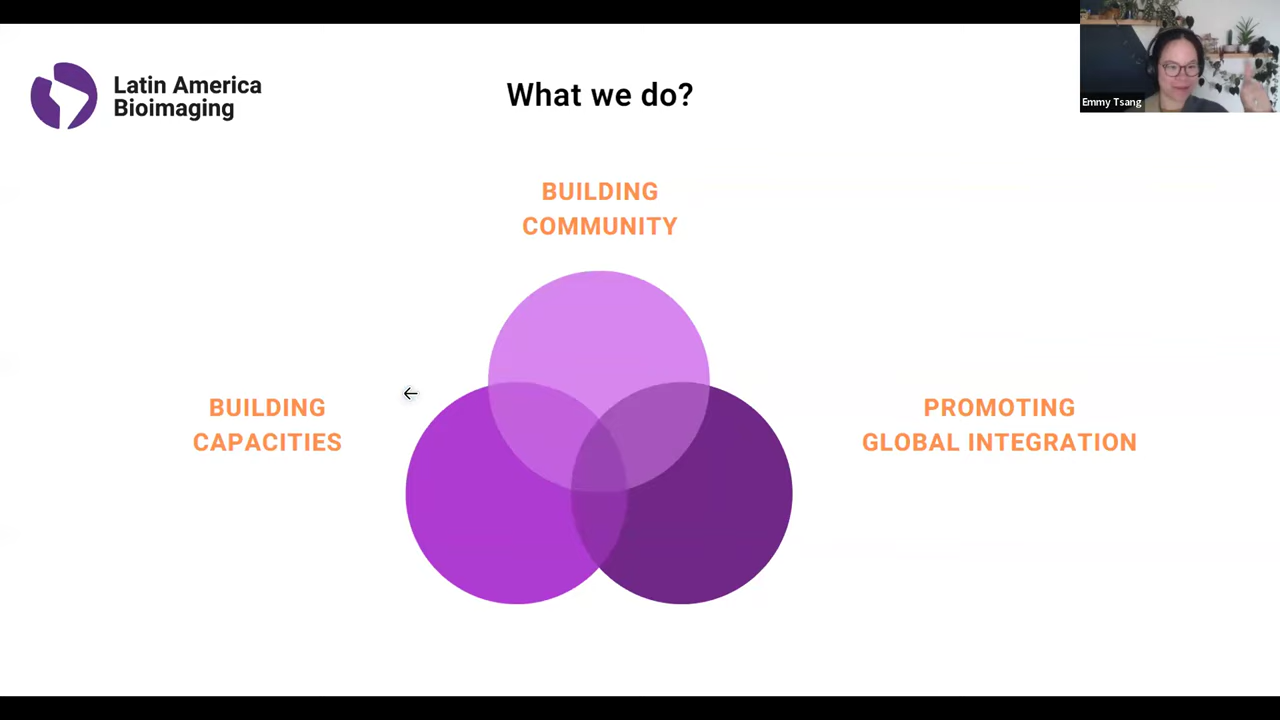 Latin America
Bioimaging
What we do?
Emmy Tsang
BUILDING
COMMUNITY
BUILDING
CAPACITIES
PROMOTING
GLOBAL INTEGRATION